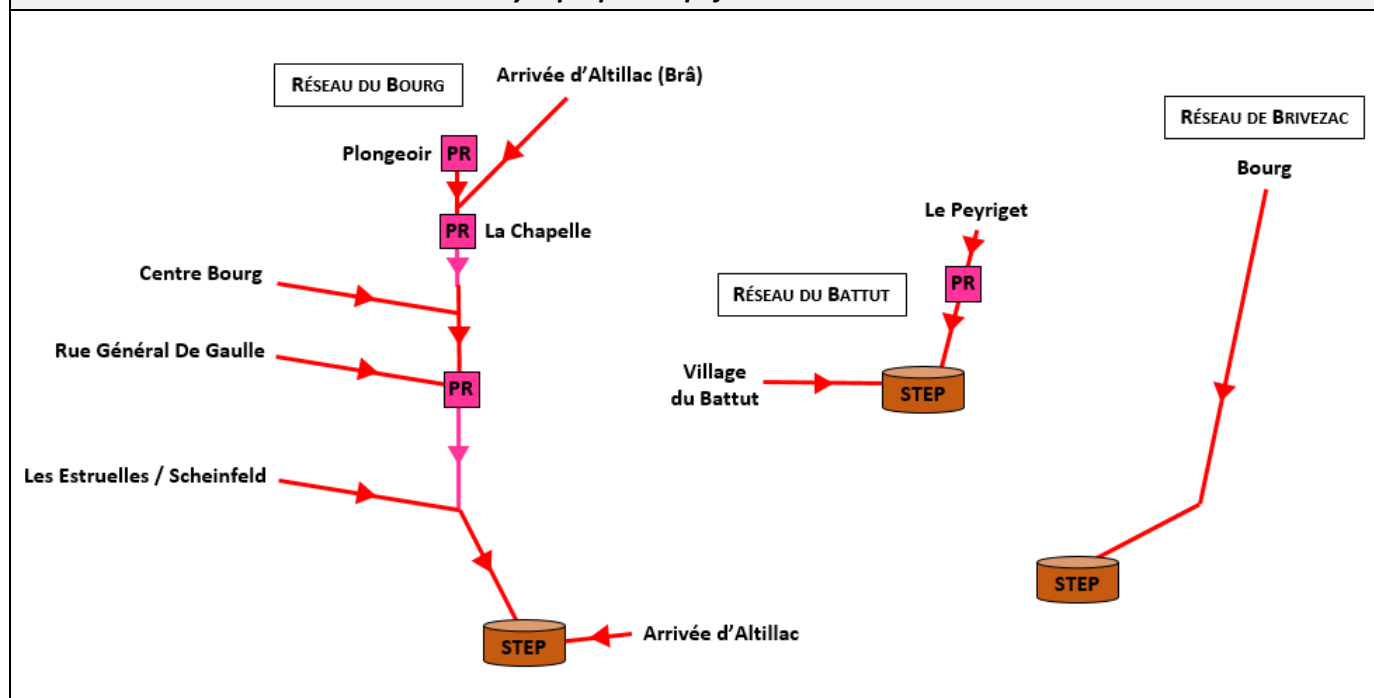 RÉSEAU DU BOURG
Arrivée d'Altillac (Brâ)
Plongeoir
PR
PR
La Chapelle
Centre Bourg
Rue Général De Gaulle
PR
Les Estruelles / Scheinfeld
STEP
Arrivée d'Altillac
Le Peyriget
PR
RÉSEAU DU BATTUT
Village
du Battut
STEP
RÉSEAU DE BRIVEZAC
Bourg
STEP